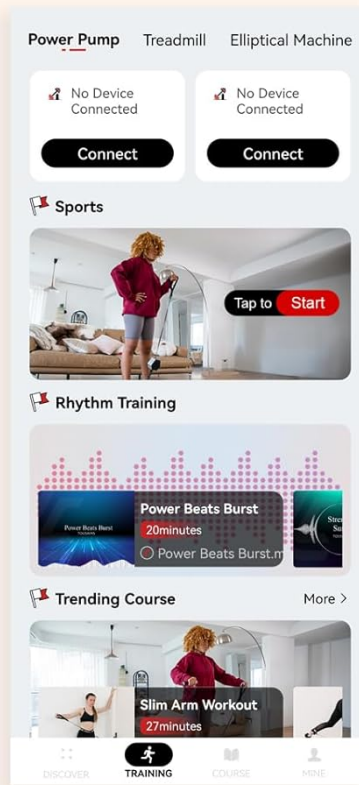 Power Pump Treadmill Elliptical Machine
No Device
Connected
Connect
No Device
Connected
Connect
Sports
Tap to Start
Rhythm Training
Power Beats Burst
Power Beats Burst
20minutes
Power Beats Burst.m
Trending Course
More >
Slim Arm Workout
27minutes
DISCOVER
TRAINING
COURSE
MINE